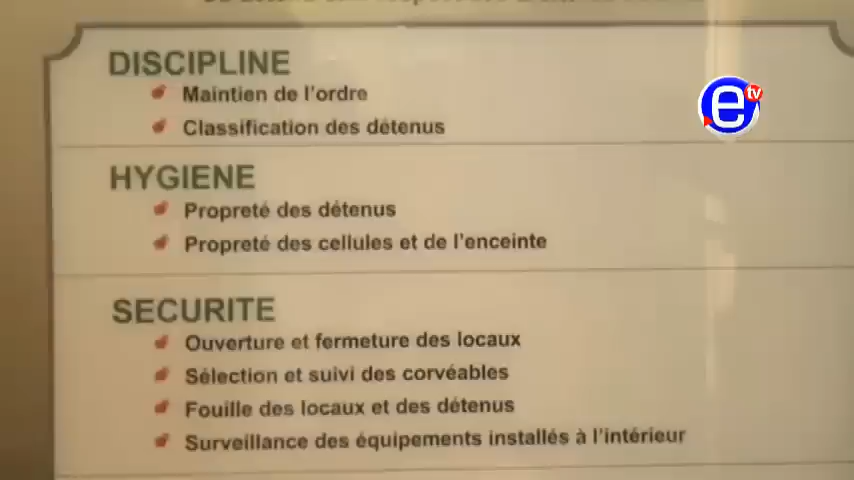 DISCIPLINE
Maintien de l'ordre
Classification des détenus
HYGIENE
Propreté des détenus
Propreté des cellules et de l'enceinte
SECURITE
Ouverture et fermeture des locaux
Sélection et suivi des corvéables
Fouille des locaux et des détenus
Surveillance des équipements installés à l'intérieur
e tv